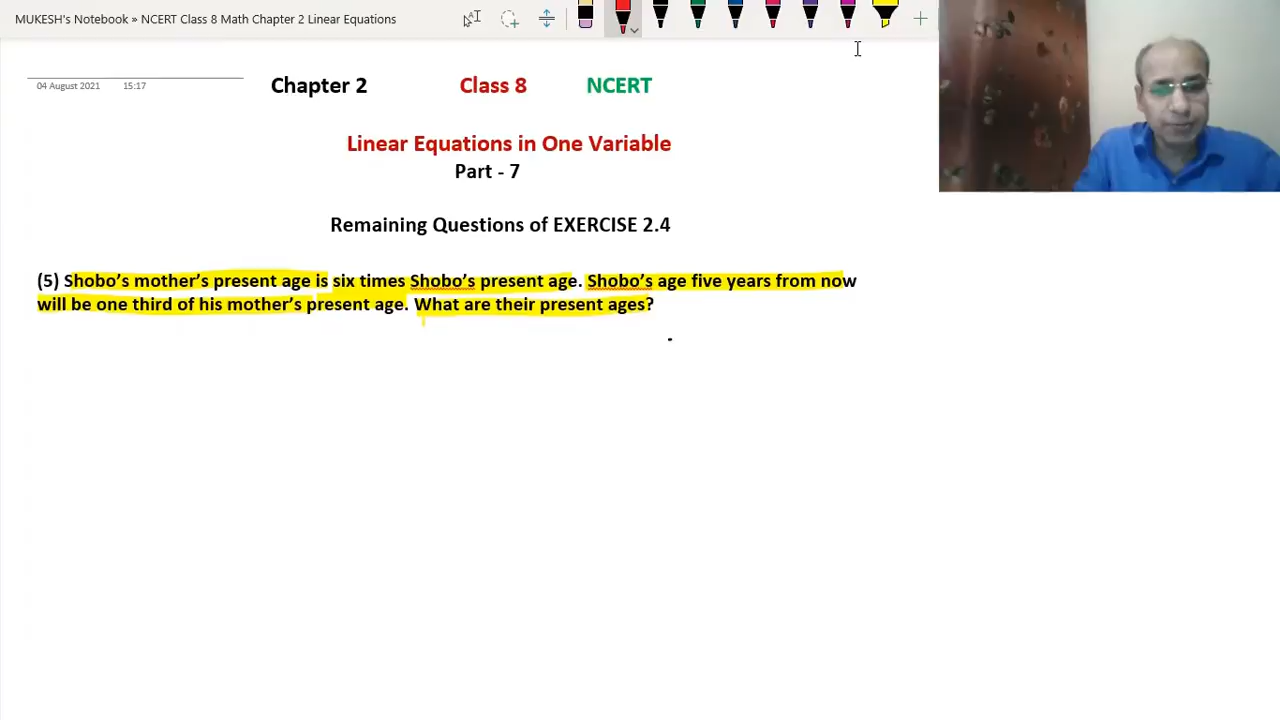 MUKESH's Notebook » NCERT Class 8 Math Chapter 2 Linear Equations
04 August 2021 15:17
Chapter 2 Class 8 NCERT
Linear Equations in One Variable
Part - 7
Remaining Questions of EXERCISE 2.4
(5) Shobo’s mother’s present age is six times Shobo’s present age. Shobo’s age five years from now
will be one third of his mother’s present age. What are their present ages?